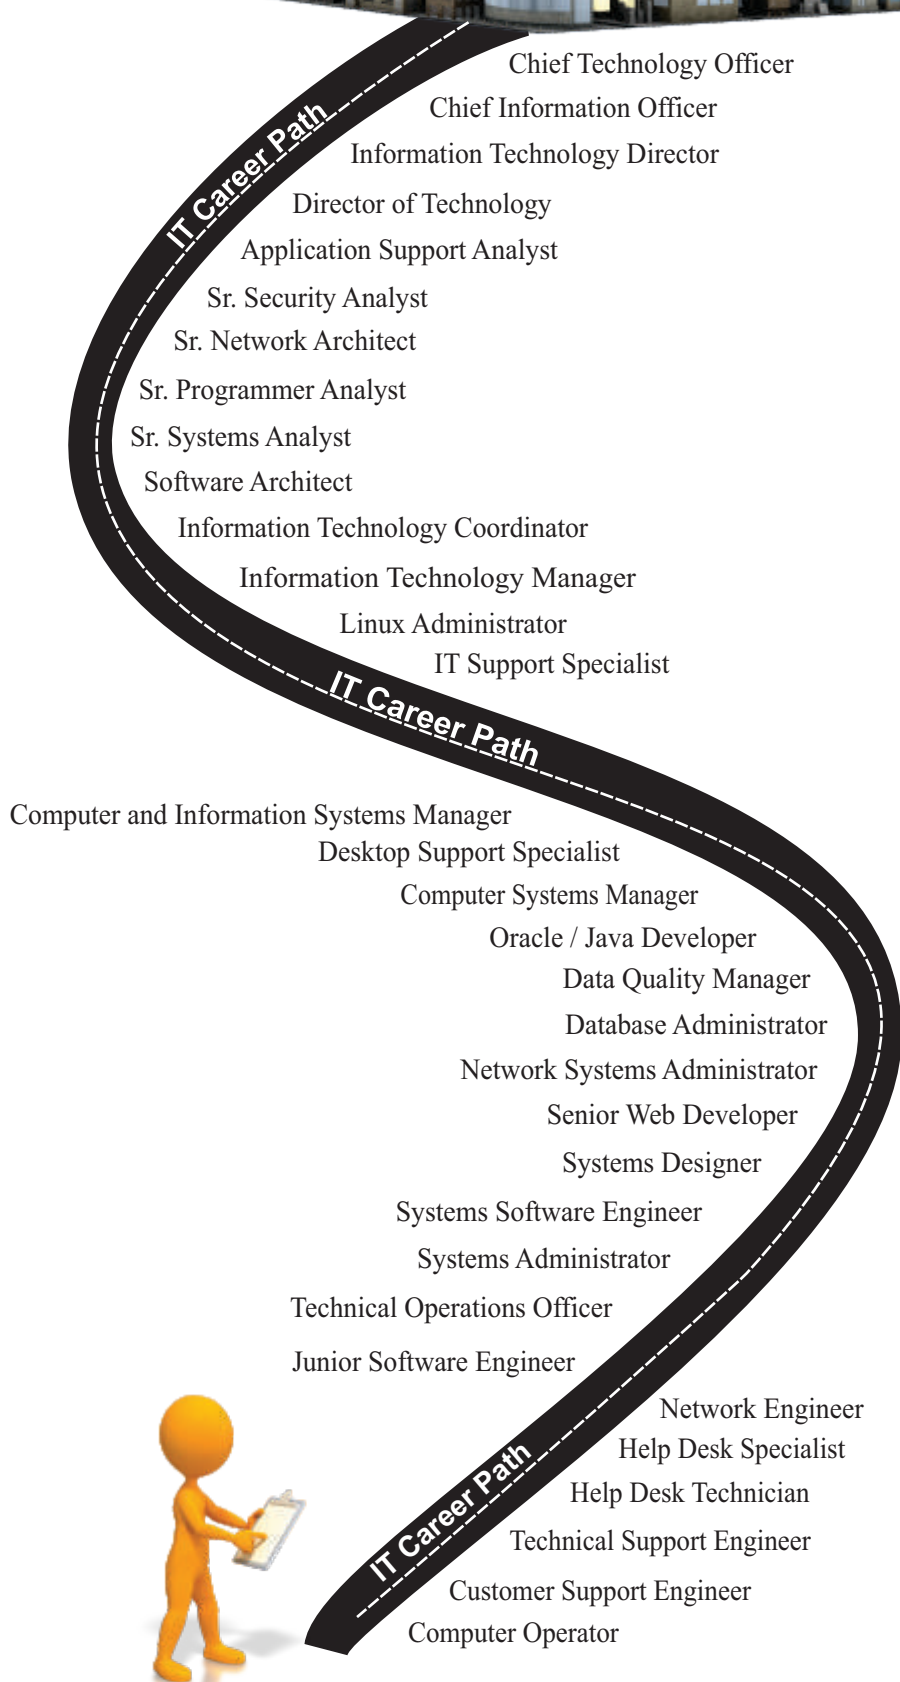 Chief Technology Officer
Chief Information Officer
IT Career Path
Information Technology Director
Director of Technology
Application Support Analyst
Sr. Security Analyst
Sr. Network Architect
Sr. Programmer Analyst
Sr. Systems Analyst
Software Architect
Information Technology Coordinator
Information Technology Manager
Linux Administrator
IT Support Specialist
IT Career Path
Computer and Information Systems Manager
Desktop Support Specialist
Computer Systems Manager
Oracle / Java Developer
Data Quality Manager
Database Administrator
Network Systems Administrator
Senior Web Developer
Systems Designer
Systems Software Engineer
Systems Administrator
Technical Operations Officer
Junior Software Engineer
Network Engineer
Help Desk Specialist
Help Desk Technician
IT Career Path
Technical Support Engineer
Customer Support Engineer
Computer Operator